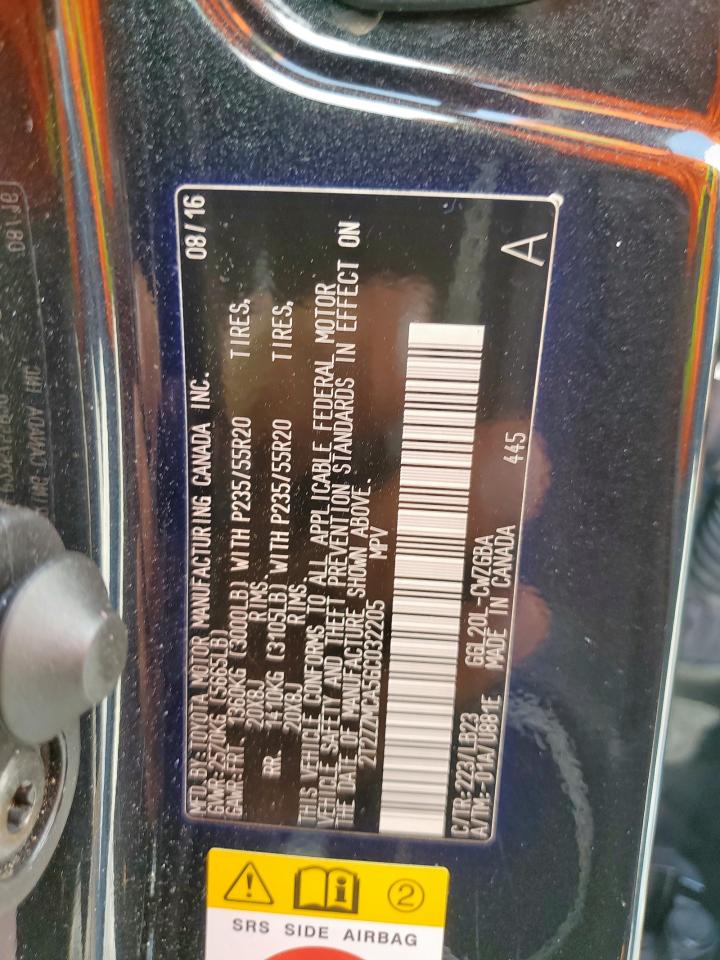 MFD. BY: TOYOTA MOTOR MANUFACTURING CANADA INC. 08/16
GVWR: 2570KG (5665LB)
GAWR: FRT. 1360KG (3000LB) WITH P235/55R20 TIRES,
20X8J RIMS.
RR. 1410KG (3105LB) WITH P235/55R20 TIRES,
20X8J RIMS.
THIS VEHICLE CONFORMS TO ALL APPLICABLE FEDERAL MOTOR
VEHICLE SAFETY AND THEFT PREVENTION STANDARDS IN EFFECT ON
THE DATE OF MANUFACTURE SHOWN ABOVE.
2T2ZZMCA5GC032205 MPV
C/TR: 223/LB23 GGL20L-CWZGBA 445
A/TM: -01A/U881E MADE IN CANADA A
2
SRS SIDE AIRBAG